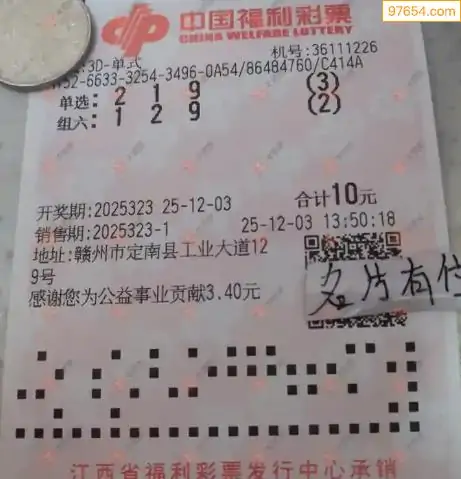 97654.com
中国福利彩票
CHINA WELFARE LOTTERY
机号:36111226
:3D-单式
52-6633-3254-3496-0A54/86484760/C414A
单选: 2 1 9 (3)
组六: 1 2 9 (2)
开奖期:2025323 25-12-03 合计10元
销售期:2025323-1 25-12-03 13:50:18
地址:赣州市定南县工业大道12
9号
感谢您为公益事业贡献3.40元
名片有
江西省福利彩票发行中心承销